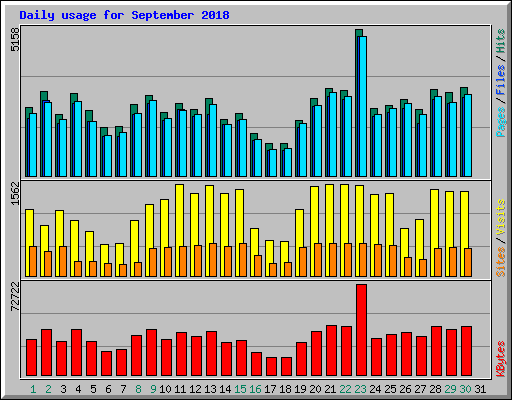 Daily usage for September 2018
5158
Pages / Files / Hits
1562
Sites / Visits
72722
KBytes
1 2 3 4 5 6 7 8 9 10 11 12 13 14 15 16 17 18 19 20 21 22 23 24 25 26 27 28 29 30 31